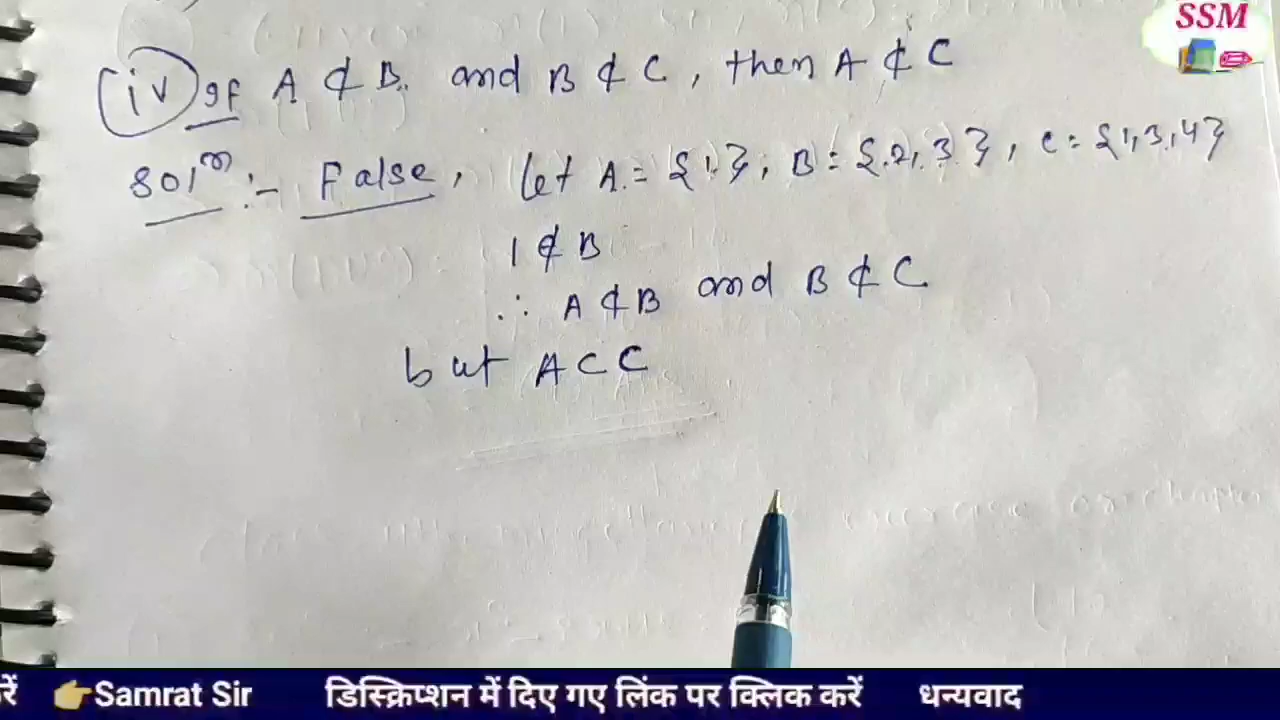 SSM
(iv) If A ⊄ B and B ⊄ C, then A ⊄ C
Solⁿ :- False, Let A = {1}, B = {2, 3}, C = {1, 3, 4}
1 ∉ B
∴ A ⊄ B and B ⊄ C
but A ⊂ C
रें 👉Samrat Sir डिस्क्रिप्शन में दिए गए लिंक पर क्लिक करें धन्यवाद